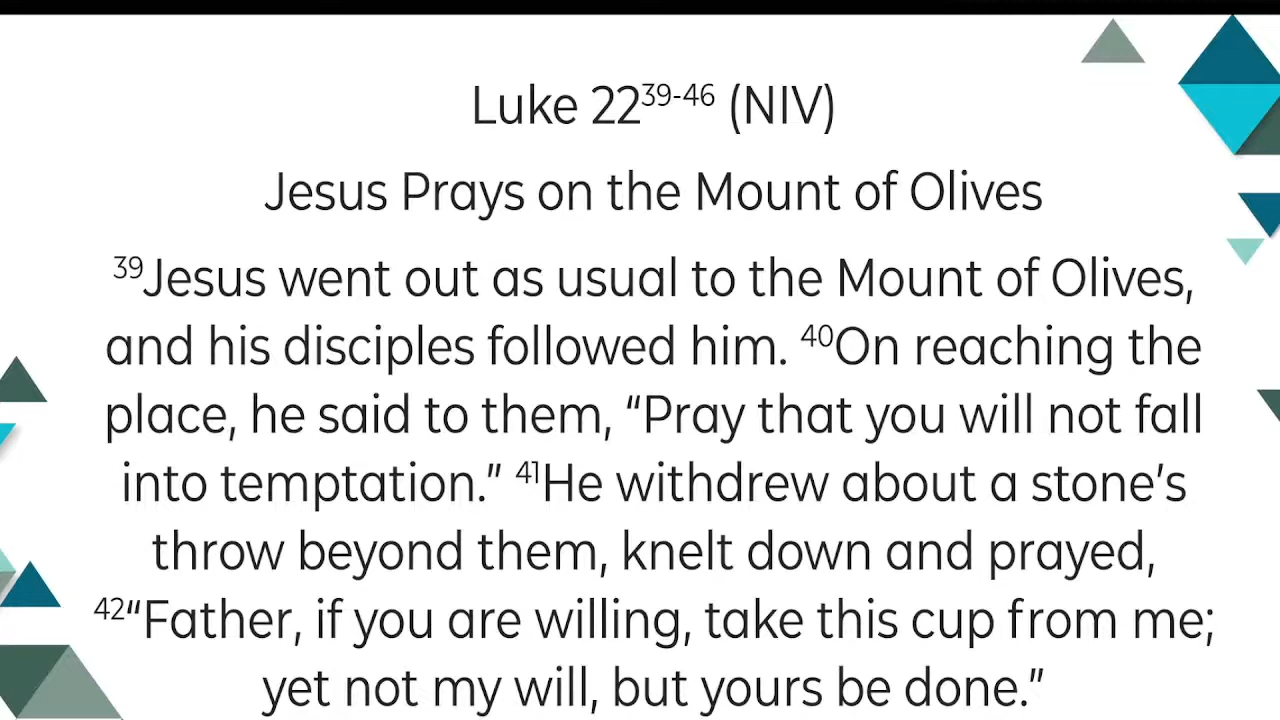 Luke 22³⁹⁻⁴⁶ (NIV)
Jesus Prays on the Mount of Olives
³⁹Jesus went out as usual to the Mount of Olives,
and his disciples followed him. ⁴⁰On reaching the
place, he said to them, “Pray that you will not fall
into temptation.” ⁴¹He withdrew about a stone’s
throw beyond them, knelt down and prayed,
⁴²“Father, if you are willing, take this cup from me;
yet not my will, but yours be done.”